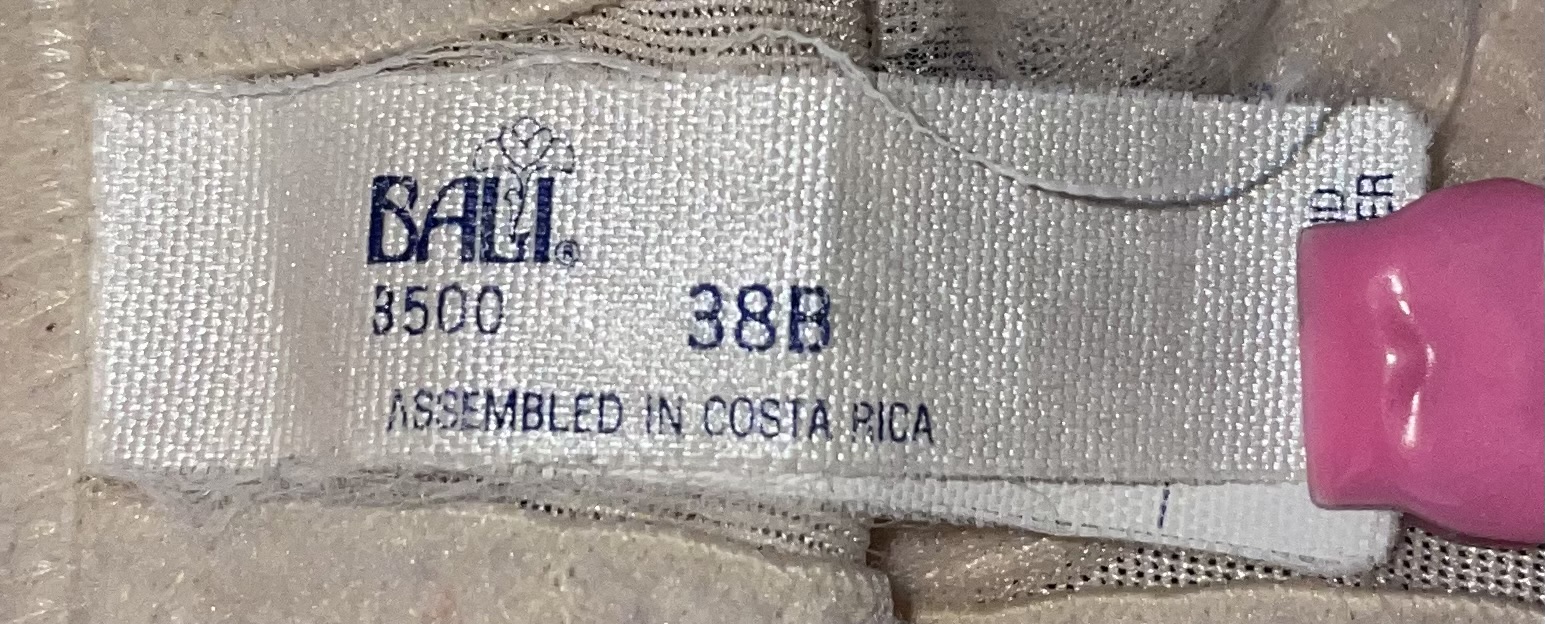 BALI®
3500 38B
ASSEMBLED IN COSTA RICA